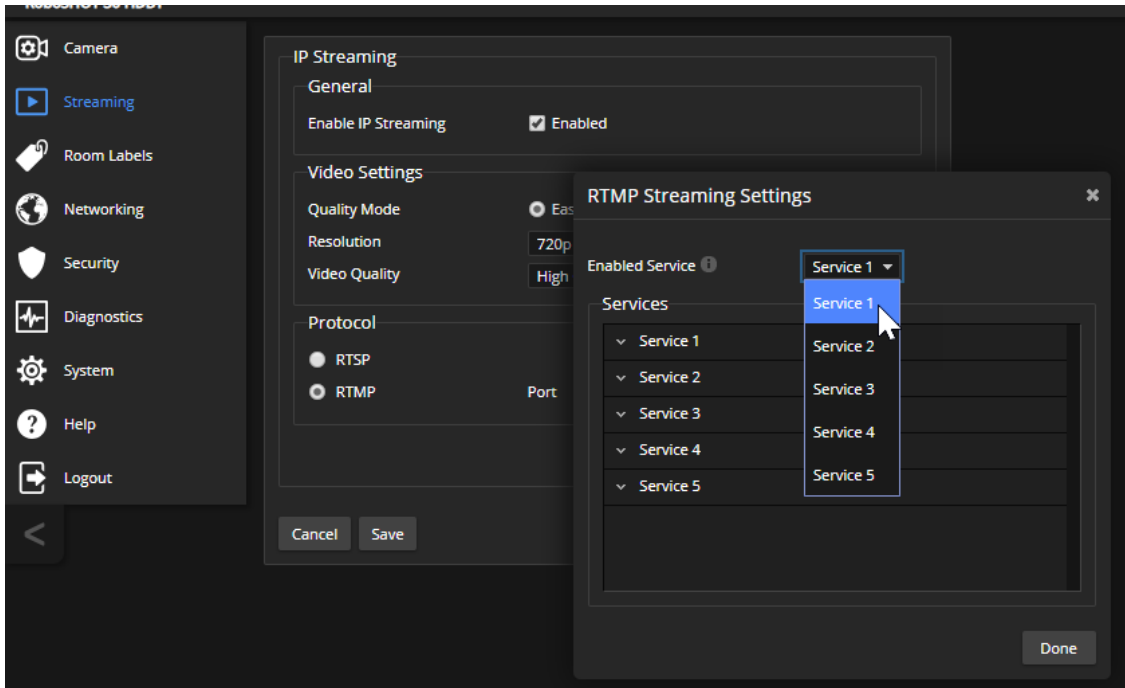 Camera
Streaming
Room Labels
Networking
Security
Diagnostics
System
Help
Logout
<
IP Streaming
General
Enable IP Streaming
Enabled
Video Settings
Quality Mode
Resolution
720p
Video Quality
High
Protocol
RTSP
RTMP
Port
Cancel
Save
RTMP Streaming Settings
Enabled Service
Service 1
Service 1
Service 2
Service 3
Service 4
Service 5
Services
Service 1
Service 2
Service 3
Service 4
Service 5
Done